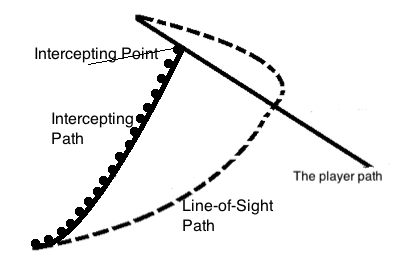 Intercepting Point
Intercepting
Path
The player path
Line-of-Sight
Path